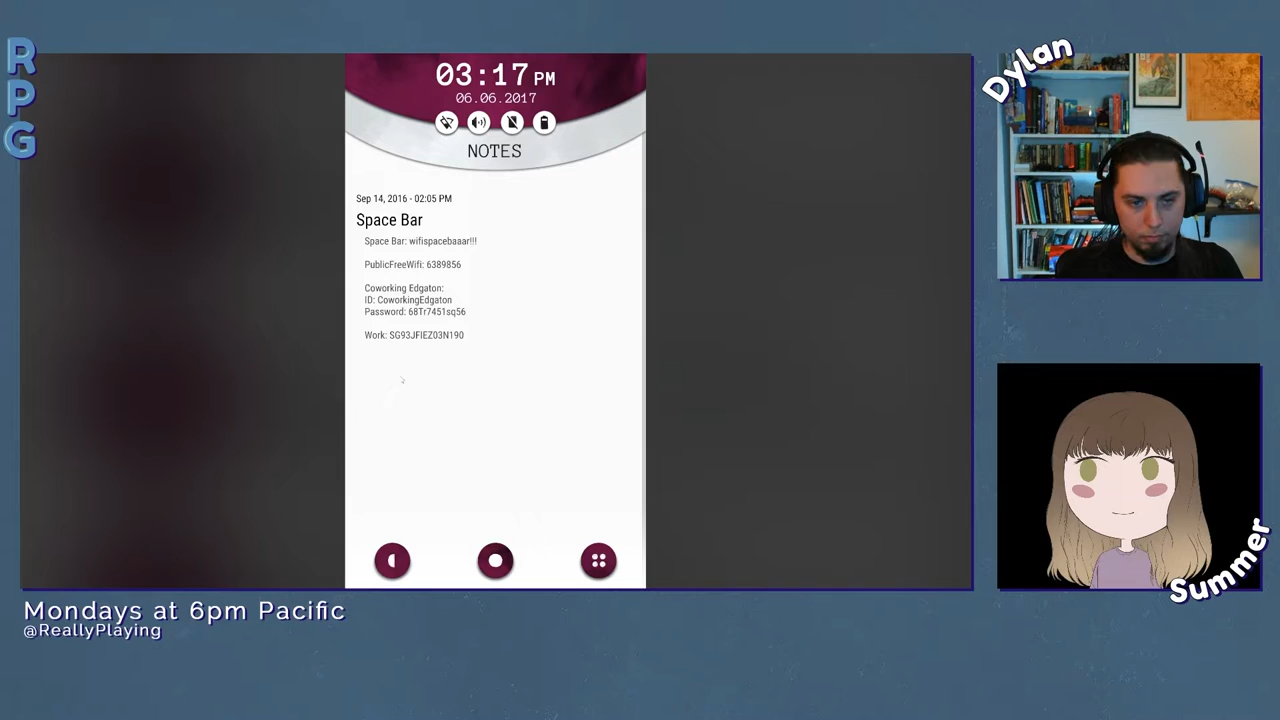 RPG
03:17 PM
06.06.2017
NOTES
Sep 14, 2016 - 02:05 PM
Space Bar
Space Bar: wifispacebaaar!!!
PublicFreeWifi: 6389856
Coworking Edgaton:
ID: CoworkingEdgaton
Password: 68Tr7451sq56
Work: SG93JFIEZ03N190
Dylan
Summer
Mondays at 6pm Pacific
@ReallyPlaying